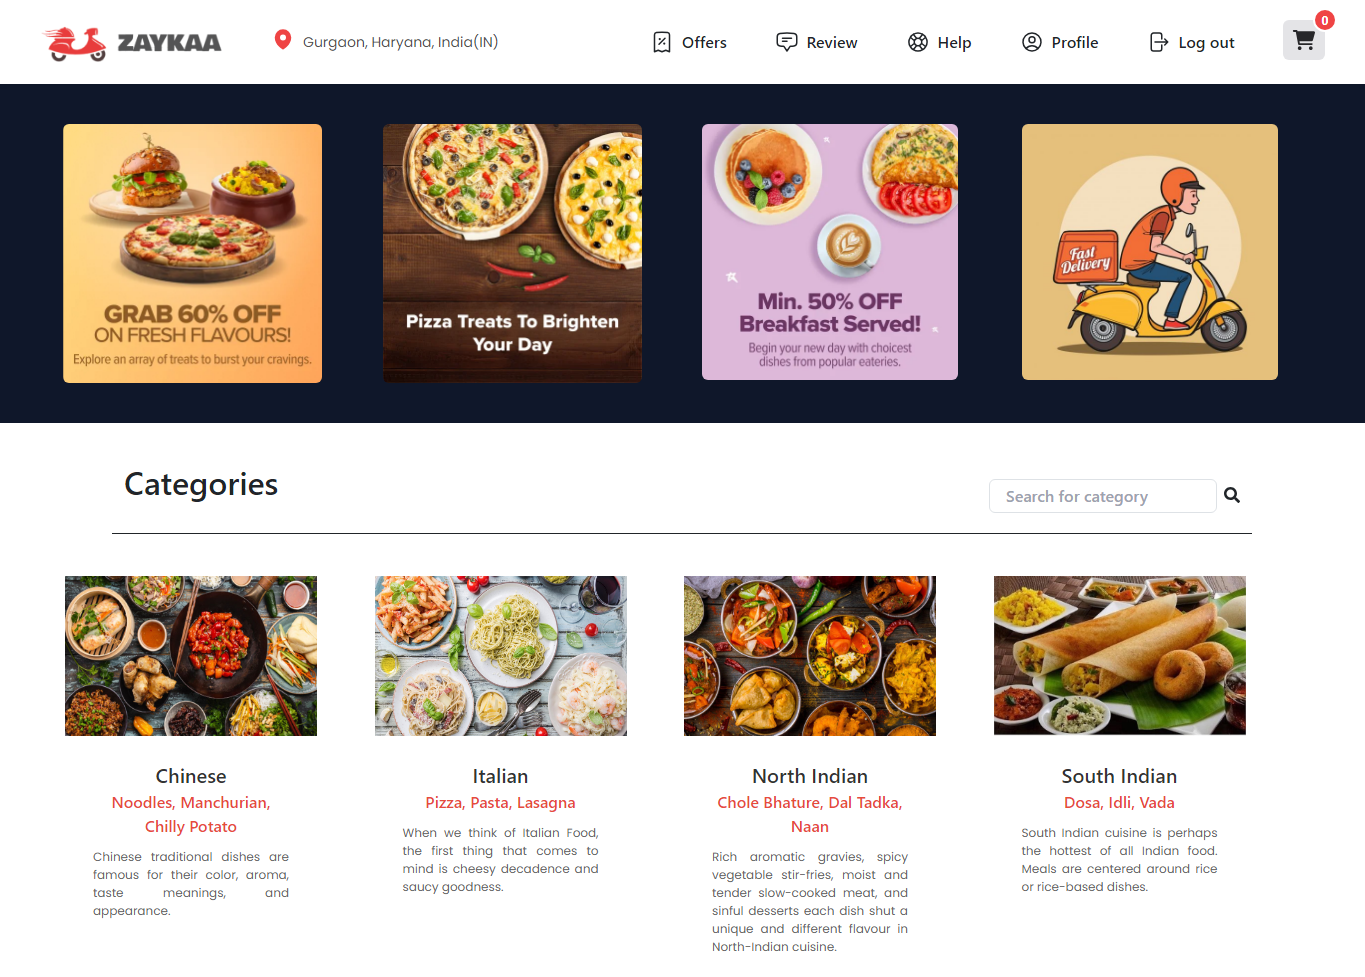 ZAYKAA
Gurgaon, Haryana, India(IN)
Offers
Review
Help
Profile
Log out
0
GRAB 60% OFF
ON FRESH FLAVOURS!
Explore an array of treats to burst your cravings.
Pizza Treats To Brighten
Your Day
Min. 50% OFF
Breakfast Served!
Begin your new day with choicest
dishes from popular eateries.
Fast
Delivery
Categories
Search for category
Chinese
Noodles, Manchurian,
Chilly Potato
Chinese traditional dishes are
famous for their color, aroma,
taste meanings, and
appearance.
Italian
Pizza, Pasta, Lasagna
When we think of Italian Food,
the first thing that comes to
mind is cheesy decadence and
saucy goodness.
North Indian
Chole Bhature, Dal Tadka,
Naan
Rich aromatic gravies, spicy
vegetable stir-fries, moist and
tender slow-cooked meat, and
sinful desserts each dish shut a
unique and different flavour in
North-Indian cuisine.
South Indian
Dosa, Idli, Vada
South Indian cuisine is perhaps
the hottest of all Indian food.
Meals are centered around rice
or rice-based dishes.